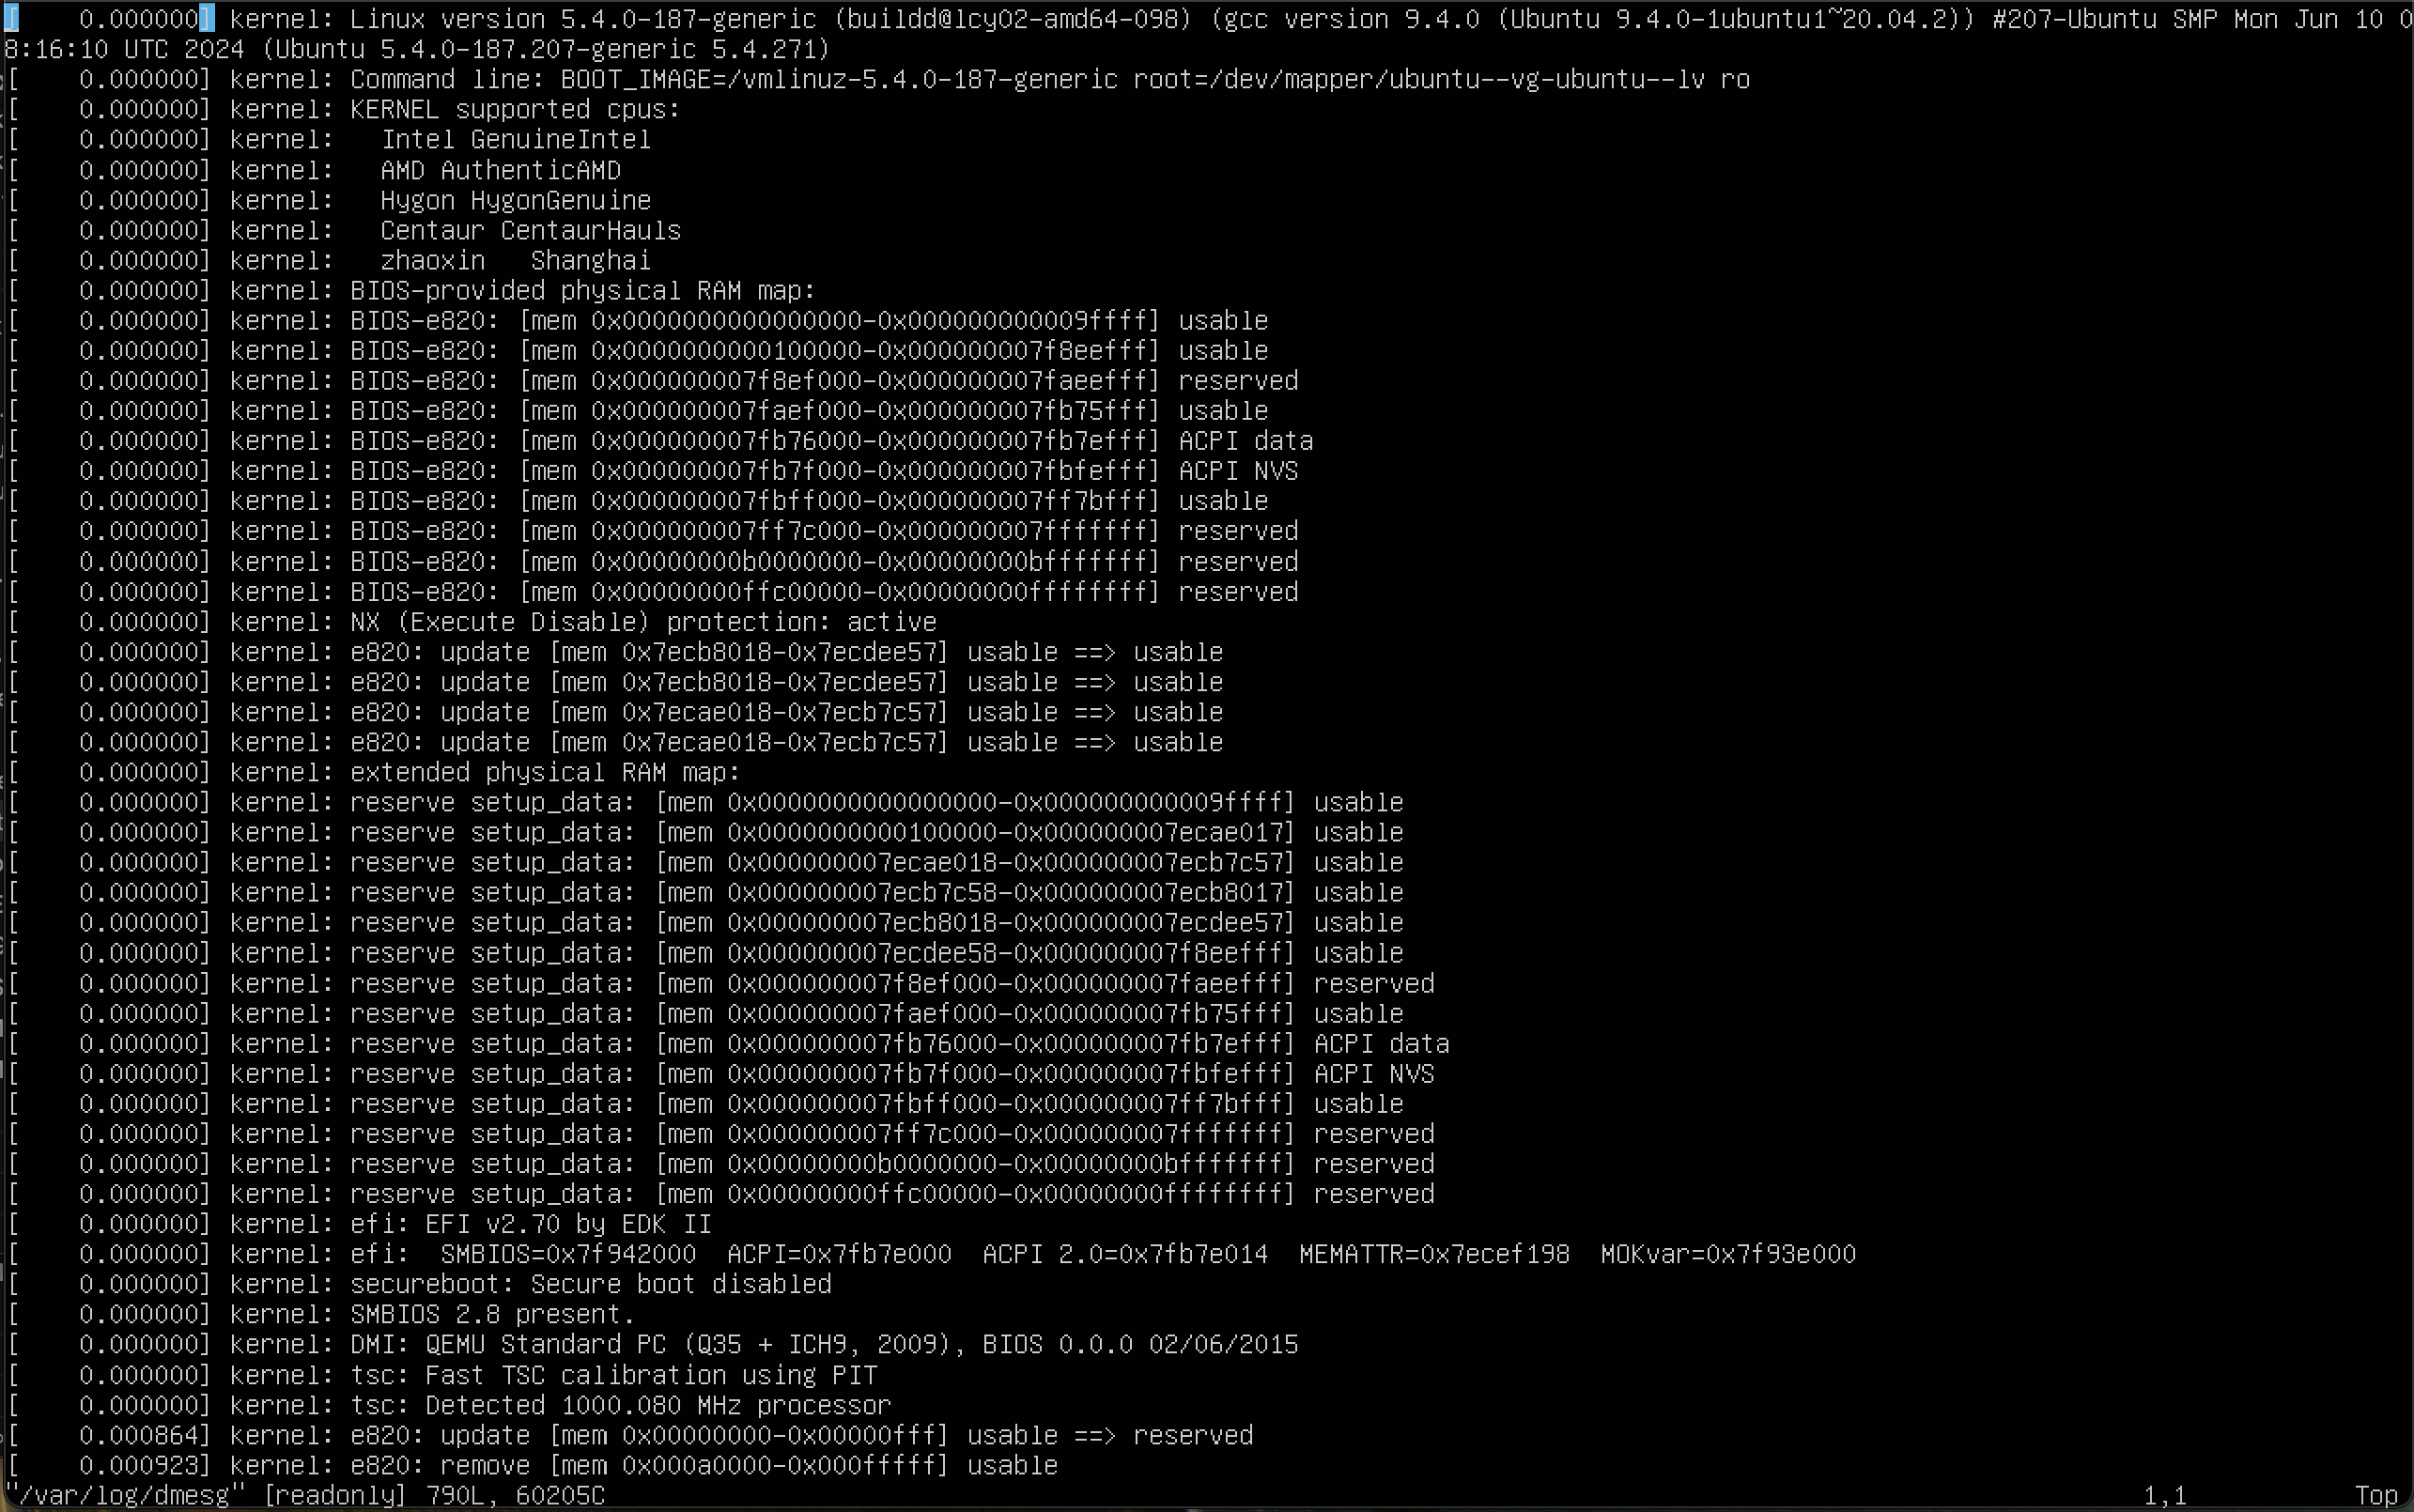 [    0.000000] kernel: Linux version 5.4.0-187-generic (buildd@lcy02-amd64-098) (gcc version 9.4.0 (Ubuntu 9.4.0-1ubuntu1~20.04.2)) #207-Ubuntu SMP Mon Jun 10 0
8:16:10 UTC 2024 (Ubuntu 5.4.0-187.207-generic 5.4.271)
[    0.000000] kernel: Command line: BOOT_IMAGE=/vmlinuz-5.4.0-187-generic root=/dev/mapper/ubuntu--vg-ubuntu--lv ro
[    0.000000] kernel: KERNEL supported cpus:
[    0.000000] kernel:   Intel GenuineIntel
[    0.000000] kernel:   AMD AuthenticAMD
[    0.000000] kernel:   Hygon HygonGenuine
[    0.000000] kernel:   Centaur CentaurHauls
[    0.000000] kernel:   zhaoxin   Shanghai
[    0.000000] kernel: BIOS-provided physical RAM map:
[    0.000000] kernel: BIOS-e820: [mem 0x0000000000000000-0x000000000009ffff] usable
[    0.000000] kernel: BIOS-e820: [mem 0x0000000000100000-0x000000007f8eefff] usable
[    0.000000] kernel: BIOS-e820: [mem 0x000000007f8ef000-0x000000007faeefff] reserved
[    0.000000] kernel: BIOS-e820: [mem 0x000000007faef000-0x000000007fb75fff] usable
[    0.000000] kernel: BIOS-e820: [mem 0x000000007fb76000-0x000000007fb7efff] ACPI data
[    0.000000] kernel: BIOS-e820: [mem 0x000000007fb7f000-0x000000007fbfefff] ACPI NVS
[    0.000000] kernel: BIOS-e820: [mem 0x000000007fbff000-0x000000007ff7bfff] usable
[    0.000000] kernel: BIOS-e820: [mem 0x000000007ff7c000-0x000000007fffffff] reserved
[    0.000000] kernel: BIOS-e820: [mem 0x00000000b0000000-0x00000000bfffffff] reserved
[    0.000000] kernel: BIOS-e820: [mem 0x00000000ffc00000-0x00000000ffffffff] reserved
[    0.000000] kernel: NX (Execute Disable) protection: active
[    0.000000] kernel: e820: update [mem 0x7ecb8018-0x7ecdee57] usable ==> usable
[    0.000000] kernel: e820: update [mem 0x7ecb8018-0x7ecdee57] usable ==> usable
[    0.000000] kernel: e820: update [mem 0x7ecae018-0x7ecb7c57] usable ==> usable
[    0.000000] kernel: e820: update [mem 0x7ecae018-0x7ecb7c57] usable ==> usable
[    0.000000] kernel: extended physical RAM map:
[    0.000000] kernel: reserve setup_data: [mem 0x0000000000000000-0x000000000009ffff] usable
[    0.000000] kernel: reserve setup_data: [mem 0x0000000000100000-0x000000007ecae017] usable
[    0.000000] kernel: reserve setup_data: [mem 0x000000007ecae018-0x000000007ecb7c57] usable
[    0.000000] kernel: reserve setup_data: [mem 0x000000007ecb7c58-0x000000007ecb8017] usable
[    0.000000] kernel: reserve setup_data: [mem 0x000000007ecb8018-0x000000007ecdee57] usable
[    0.000000] kernel: reserve setup_data: [mem 0x000000007ecdee58-0x000000007f8eefff] usable
[    0.000000] kernel: reserve setup_data: [mem 0x000000007f8ef000-0x000000007faeefff] reserved
[    0.000000] kernel: reserve setup_data: [mem 0x000000007faef000-0x000000007fb75fff] usable
[    0.000000] kernel: reserve setup_data: [mem 0x000000007fb76000-0x000000007fb7efff] ACPI data
[    0.000000] kernel: reserve setup_data: [mem 0x000000007fb7f000-0x000000007fbfefff] ACPI NVS
[    0.000000] kernel: reserve setup_data: [mem 0x000000007fbff000-0x000000007ff7bfff] usable
[    0.000000] kernel: reserve setup_data: [mem 0x000000007ff7c000-0x000000007fffffff] reserved
[    0.000000] kernel: reserve setup_data: [mem 0x00000000b0000000-0x00000000bfffffff] reserved
[    0.000000] kernel: reserve setup_data: [mem 0x00000000ffc00000-0x00000000ffffffff] reserved
[    0.000000] kernel: efi: EFI v2.70 by EDK II
[    0.000000] kernel: efi:  SMBIOS=0x7f942000  ACPI=0x7fb7e000  ACPI 2.0=0x7fb7e014  MEMATTR=0x7ecef198  MOKvar=0x7f93e000
[    0.000000] kernel: secureboot: Secure boot disabled
[    0.000000] kernel: SMBIOS 2.8 present.
[    0.000000] kernel: DMI: QEMU Standard PC (Q35 + ICH9, 2009), BIOS 0.0.0 02/06/2015
[    0.000000] kernel: tsc: Fast TSC calibration using PIT
[    0.000000] kernel: tsc: Detected 1000.080 MHz processor
[    0.000864] kernel: e820: update [mem 0x00000000-0x00000fff] usable ==> reserved
[    0.000923] kernel: e820: remove [mem 0x000a0000-0x000fffff] usable
"/var/log/dmesg" [readonly] 790L, 60205C 1,1 Top